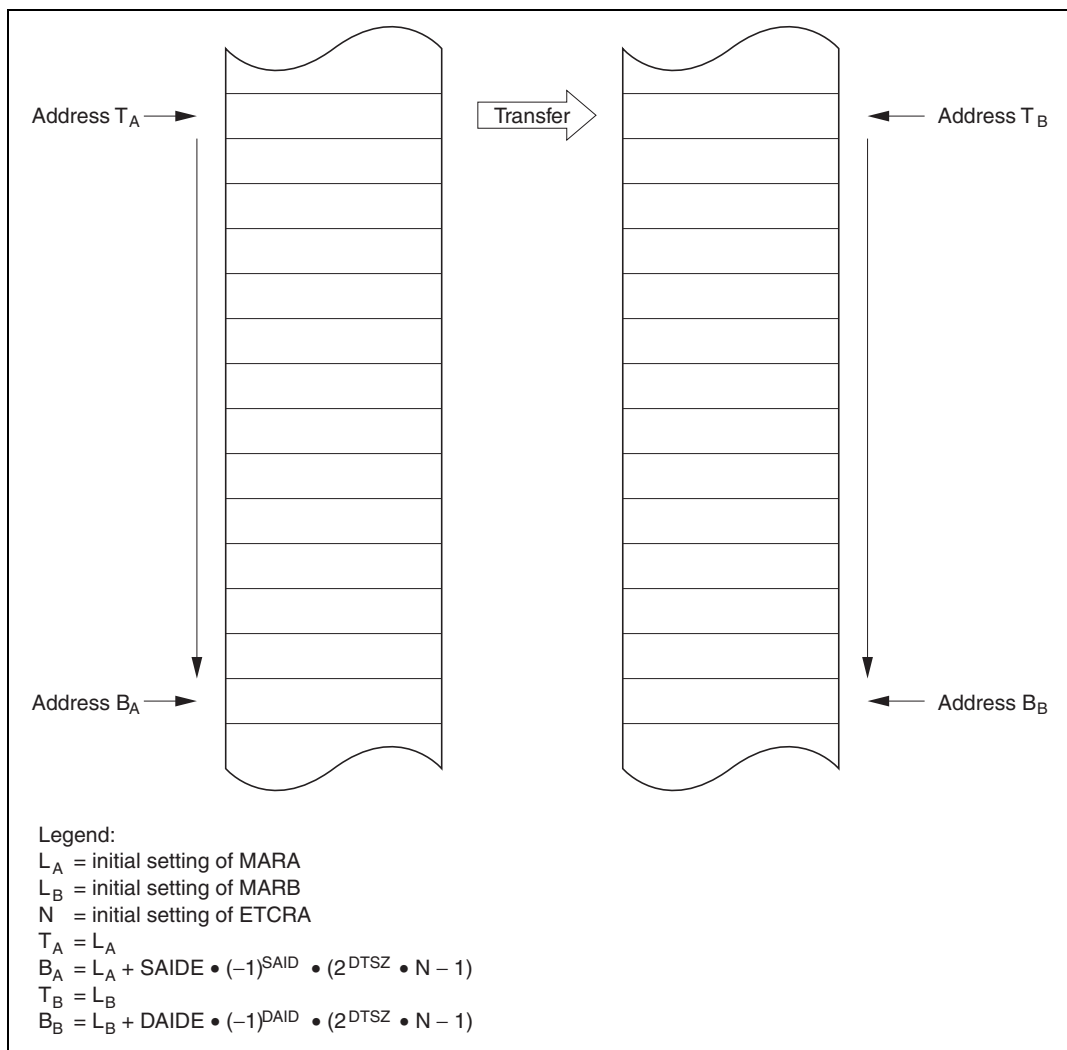 Address T_A
Transfer
Address T_B
Address B_A
Address B_B
Legend:
L_A = initial setting of MARA
L_B = initial setting of MARB
N = initial setting of ETCRA
T_A = L_A
B_A = L_A + SAIDE • (−1)^SAID • (2^DTSZ • N − 1)
T_B = L_B
B_B = L_B + DAIDE • (−1)^DAID • (2^DTSZ • N − 1)